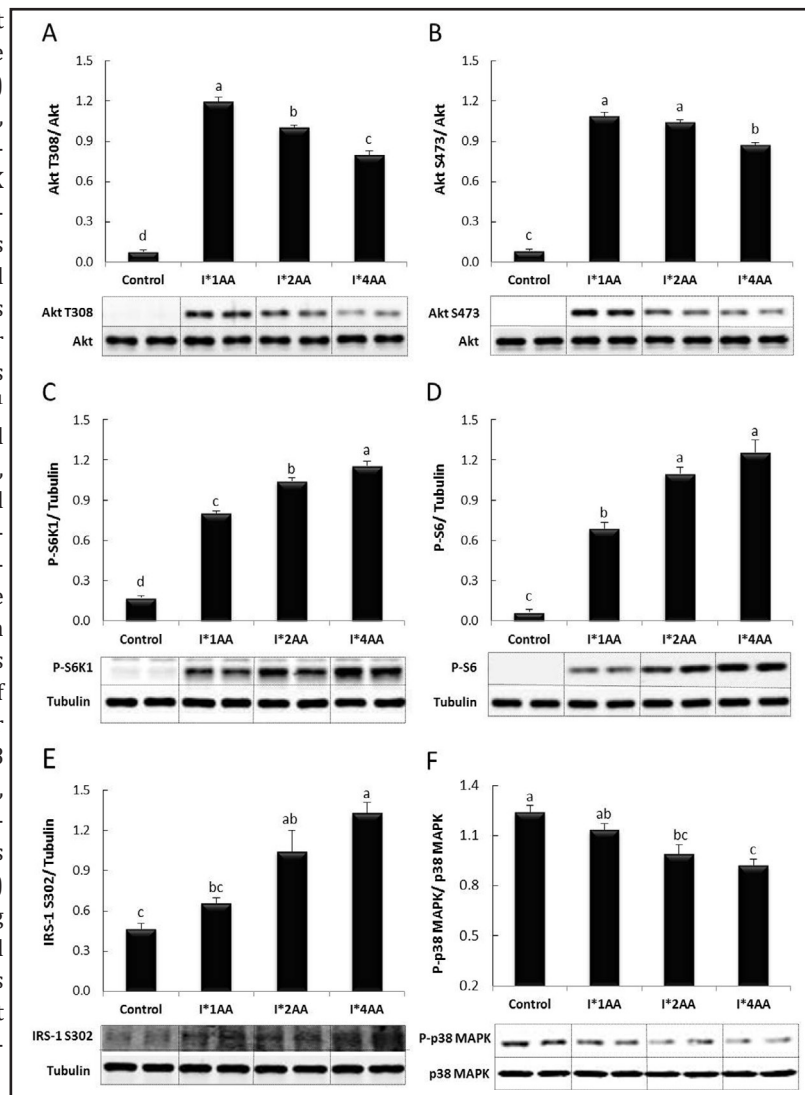 A
Akt T308/ Akt
1.5
1.2
0.9
0.6
0.3
0.0
d
a
b
c
Control I*1AA I*2AA I*4AA
Akt T308
Akt
B
Akt S473/ Akt
1.5
1.2
0.9
0.6
0.3
0.0
c
a
a
b
Control I*1AA I*2AA I*4AA
Akt S473
Akt
C
P-S6K1/ Tubulin
1.5
1.2
0.9
0.6
0.3
0.0
d
c
b
a
Control I*1AA I*2AA I*4AA
P-S6K1
Tubulin
D
P-S6/ Tubulin
1.5
1.2
0.9
0.6
0.3
0.0
c
b
a
a
Control I*1AA I*2AA I*4AA
P-S6
Tubulin
E
IRS-1 S302/ Tubulin
1.5
1.2
0.9
0.6
0.3
0.0
c
bc
ab
a
Control I*1AA I*2AA I*4AA
IRS-1 S302
Tubulin
F
P-p38 MAPK/ p38 MAPK
1.4
1.1
0.8
0.5
0.2
a
ab
bc
c
Control I*1AA I*2AA I*4AA
P-p38 MAPK
p38 MAPK